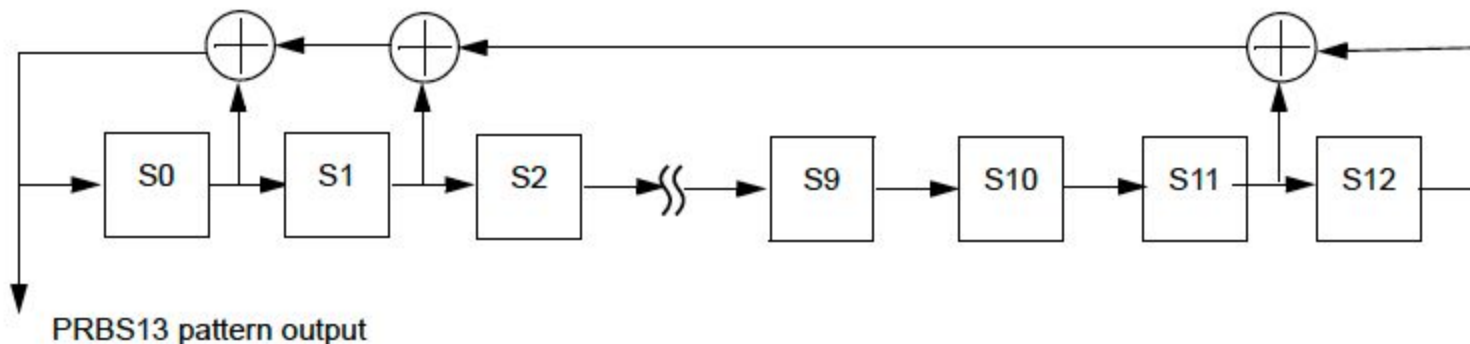 S0 S1 S2 S9 S10 S11 S12
PRBS13 pattern output